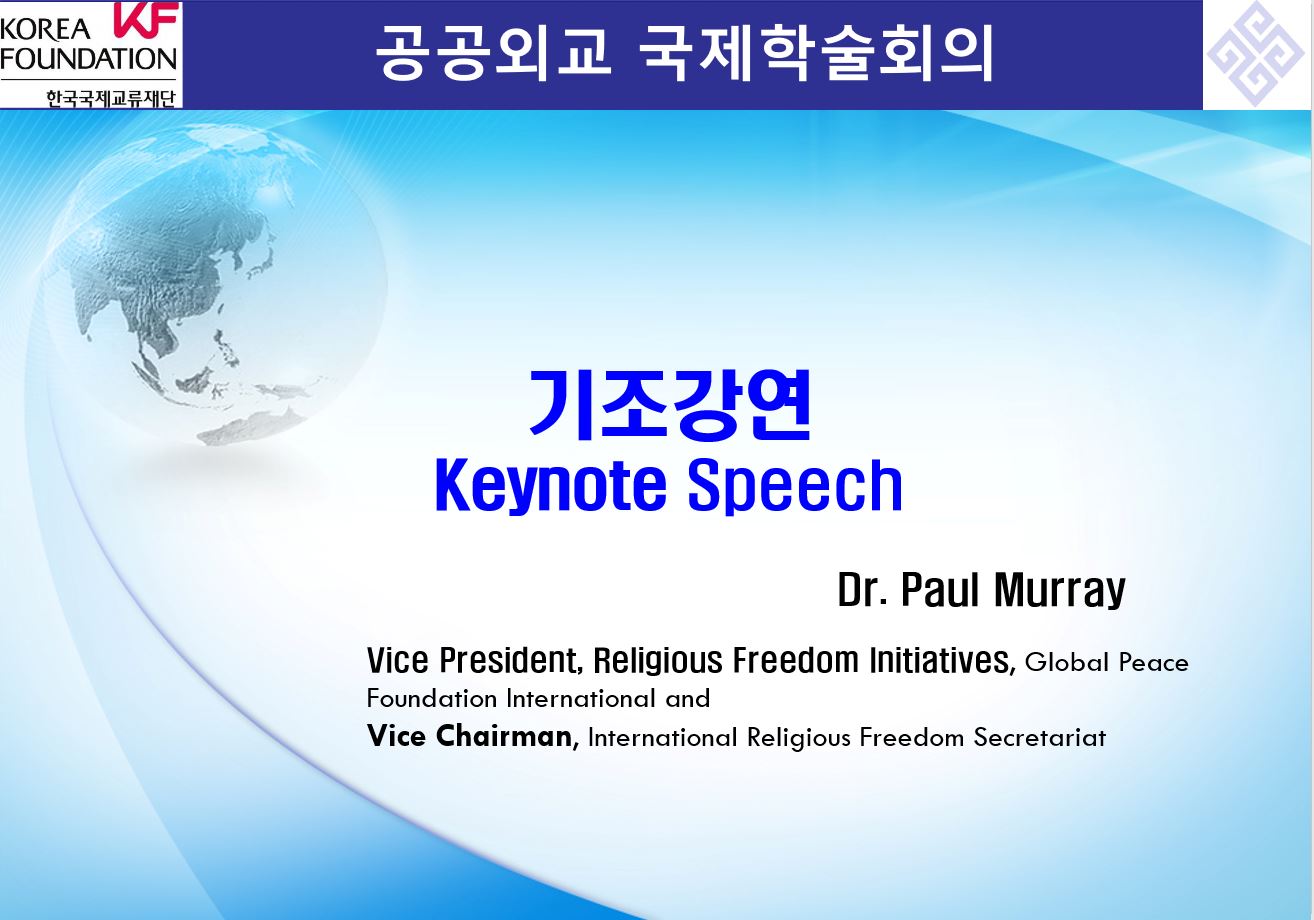 KOREA KF
FOUNDATION
한국국제교류재단
공공외교 국제학술회의
기조강연
Keynote Speech
Dr. Paul Murray
Vice President, Religious Freedom Initiatives, Global Peace
Foundation International and
Vice Chairman, International Religious Freedom Secretariat